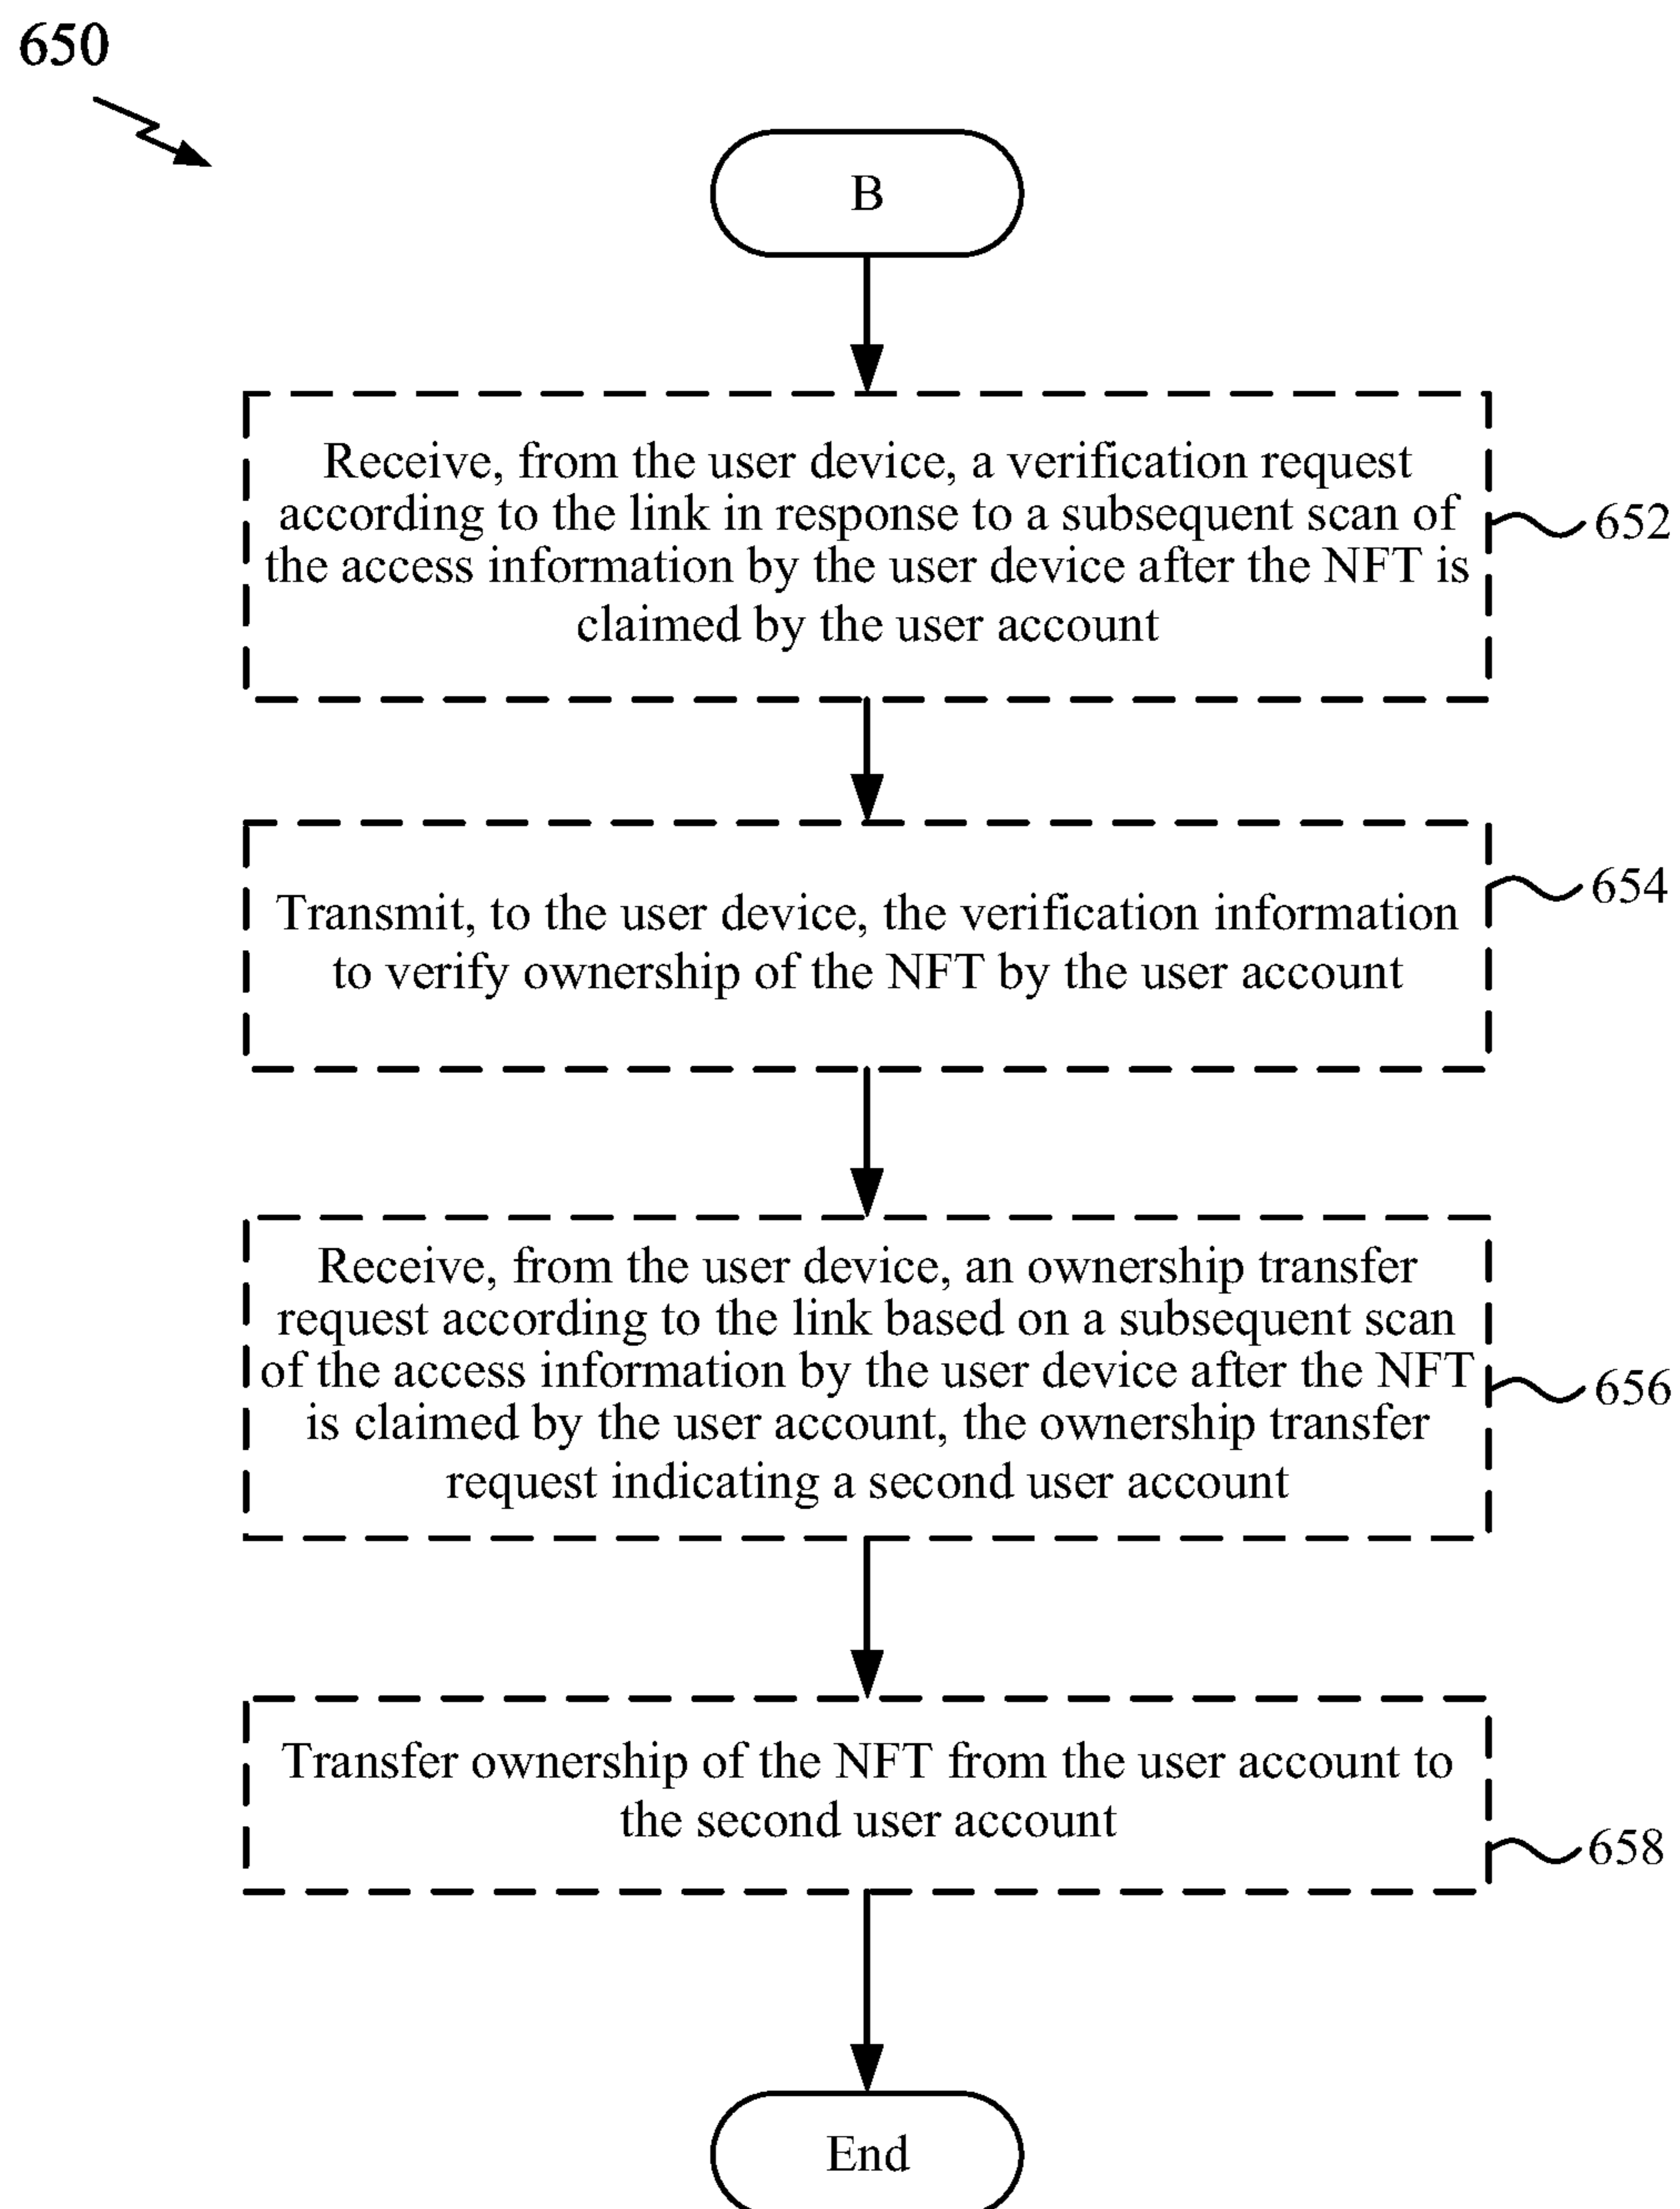 650
B
Receive, from the user device, a verification request
according to the link in response to a subsequent scan of
the access information by the user device after the NFT is
claimed by the user account
652
Transmit, to the user device, the verification information
to verify ownership of the NFT by the user account
654
Receive, from the user device, an ownership transfer
request according to the link based on a subsequent scan
of the access information by the user device after the NFT
is claimed by the user account, the ownership transfer
request indicating a second user account
656
Transfer ownership of the NFT from the user account to
the second user account
658
End